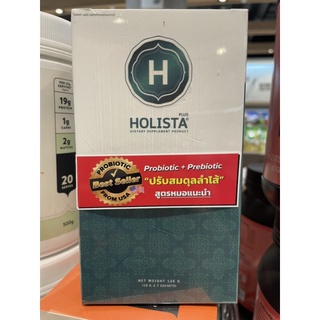 H
PLUS
HOLISTA
DIETARY SUPPLEMENT PRODUCT
PROBIOTIC
Best Seller
FROM USA
Probiotic + Prebiotic
"ปรับสมดุลลำไส้"
สูตรหมอแนะนำ
19g
PROTEIN
1g
2g
20
NET WEIGHT 126 G